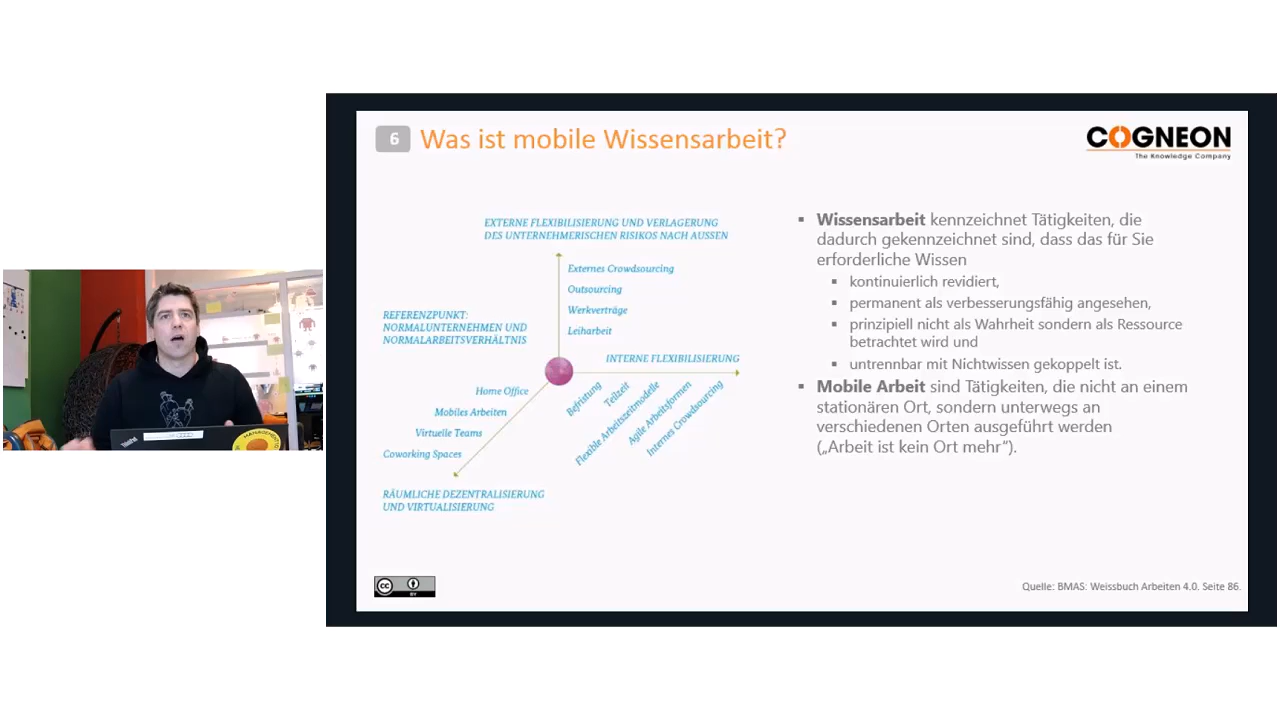 6 Was ist mobile Wissensarbeit?
COGNEON
The Knowledge Company
EXTERNE FLEXIBILISIERUNG UND VERLAGERUNG
DES UNTERNEHMERISCHEN RISIKOS NACH AUSSEN
Externes Crowdsourcing
Outsourcing
Werkverträge
Leiharbeit
REFERENZPUNKT:
NORMALUNTERNEHMEN UND
NORMALARBEITSVERHÄLTNIS
INTERNE FLEXIBILISIERUNG
Befristung
Teilzeit
Flexible Arbeitszeitmodelle
Agile Arbeitsformen
Internes Crowdsourcing
Home Office
Mobiles Arbeiten
Virtuelle Teams
Coworking Spaces
RÄUMLICHE DEZENTRALISIERUNG
UND VIRTUALISIERUNG
▪ Wissensarbeit kennzeichnet Tätigkeiten, die
dadurch gekennzeichnet sind, dass das für Sie
erforderliche Wissen
▪ kontinuierlich revidiert,
▪ permanent als verbesserungsfähig angesehen,
▪ prinzipiell nicht als Wahrheit sondern als Ressource
betrachtet wird und
▪ untrennbar mit Nichtwissen gekoppelt ist.
▪ Mobile Arbeit sind Tätigkeiten, die nicht an einem
stationären Ort, sondern unterwegs an
verschiedenen Orten ausgeführt werden
(„Arbeit ist kein Ort mehr“).
cc BY
Quelle: BMAS: Weissbuch Arbeiten 4.0. Seite 86.